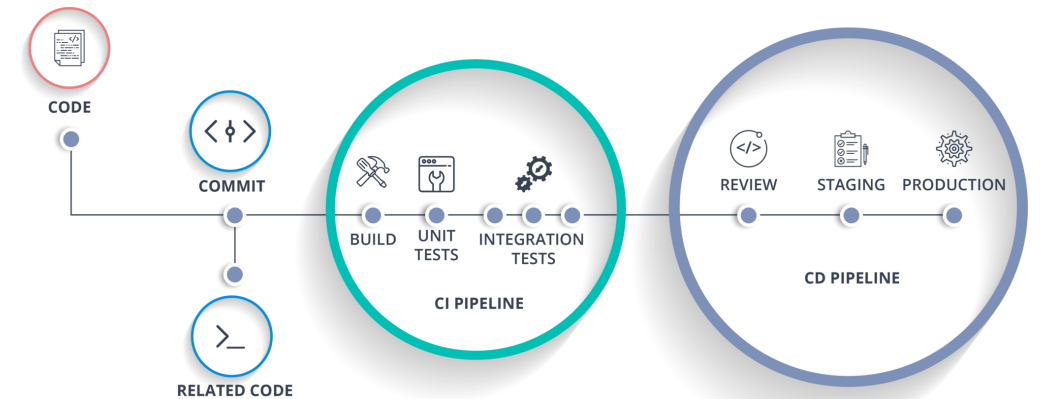 CODE
COMMIT
RELATED CODE
BUILD
UNIT
TESTS
INTEGRATION
TESTS
CI PIPELINE
REVIEW
STAGING
PRODUCTION
CD PIPELINE